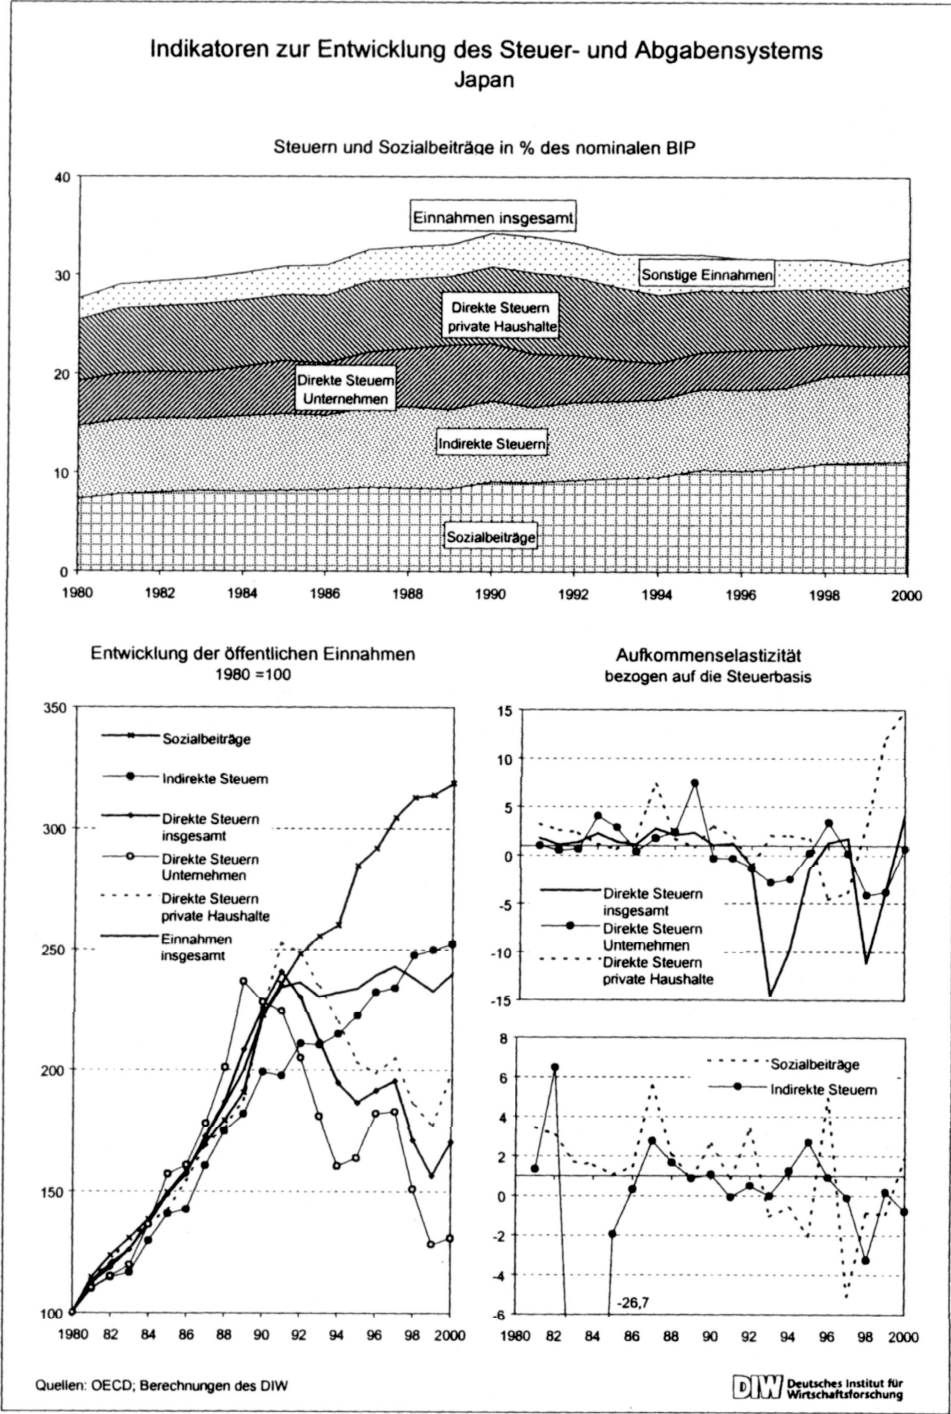 Indikatoren zur Entwicklung des Steuer- und Abgabensystems
Japan
Steuern und Sozialbeiträge in % des nominalen BIP
40
30
20
10
0
Einnahmen insgesamt
Sonstige Einnahmen
Direkte Steuern
private Haushalte
Direkte Steuern
Unternehmen
Indirekte Steuern
Sozialbeiträge
1980 1982 1984 1986 1988 1990 1992 1994 1996 1998 2000
Entwicklung der öffentlichen Einnahmen
1980 =100
350
300
250
200
150
100
Sozialbeiträge
Indirekte Steuern
Direkte Steuern
insgesamt
Direkte Steuern
Unternehmen
Direkte Steuern
private Haushalte
Einnahmen
insgesamt
1980 82 84 86 88 90 92 94 96 98 2000
Aufkommenselastizität
bezogen auf die Steuerbasis
15
10
5
0
-5
-10
-15
Direkte Steuern
insgesamt
Direkte Steuern
Unternehmen
Direkte Steuern
private Haushalte
8
6
4
2
0
-2
-4
-6
Sozialbeiträge
Indirekte Steuern
-26,7
1980 82 84 86 88 90 92 94 96 98 2000
Quellen: OECD; Berechnungen des DIW
DIW Deutsches Institut für
Wirtschaftsforschung